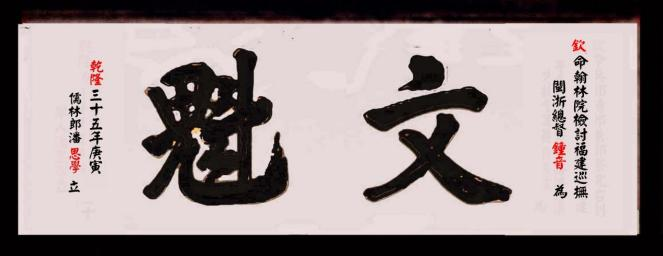 欽命翰林院檢討福建巡撫
閩浙總督鐘音 為
文魁
乾隆三十五年庚寅
儒林郎潘思學 立